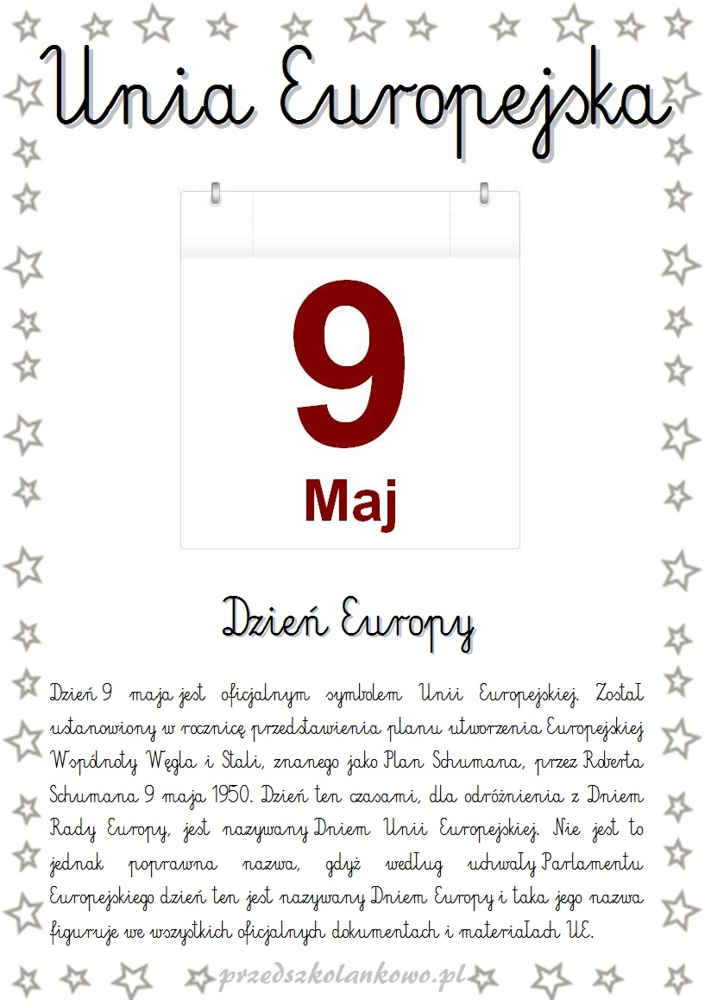 Unia Europejska
9
Maj
Dzień Europy
Dzień 9 maja jest oficjalnym symbolem Unii Europejskiej. Został
ustanowiony w rocznicę przedstawienia planu utworzenia Europejskiej
Wspólnoty Węgla i Stali, znanego jako Plan Schumana, przez Roberta
Schumana 9 maja 1950. Dzień ten czasami, dla odróżnienia z Dniem
Rady Europy, jest nazywany Dniem Unii Europejskiej. Nie jest to
jednak poprawna nazwa, gdyż według uchwały Parlamentu
Europejskiego dzień ten jest nazywany Dniem Europy i taka jego nazwa
figuruje we wszystkich oficjalnych dokumentach i materiałach UE.
przedszkolankowo.pl